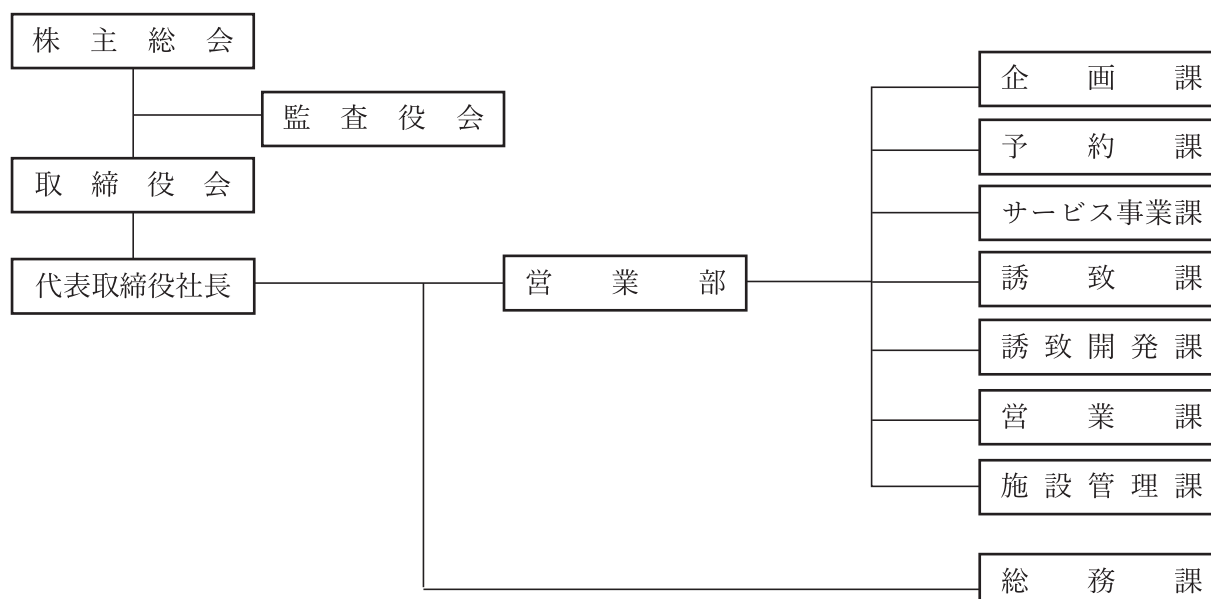 株主総会
監査役会
取締役会
代表取締役社長
営業部
企画課
予約課
サービス事業課
誘致課
誘致開発課
営業課
施設管理課
総務課